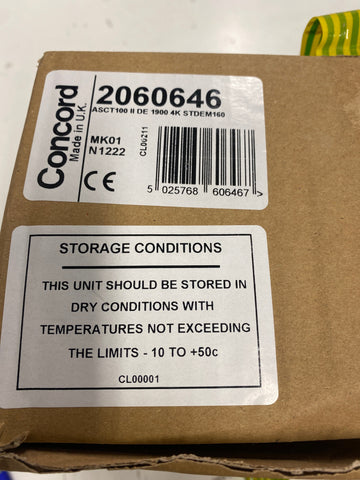 Concord
Made in U.K.
2060646
ASCT100 II DE 1900 4K STDEM160
MK01
N1222
CL00211
CE
5 025768 606467 >
STORAGE CONDITIONS
THIS UNIT SHOULD BE STORED IN
DRY CONDITIONS WITH
TEMPERATURES NOT EXCEEDING
THE LIMITS - 10 TO +50c
CL00001